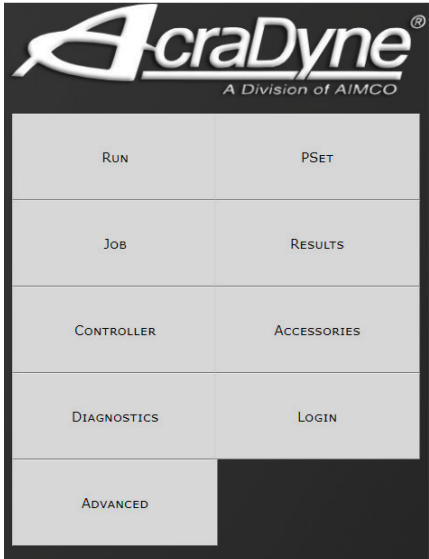 AcraDyne®
A Division of AIMCO
RUN PSET
JOB RESULTS
CONTROLLER ACCESSORIES
DIAGNOSTICS LOGIN
ADVANCED